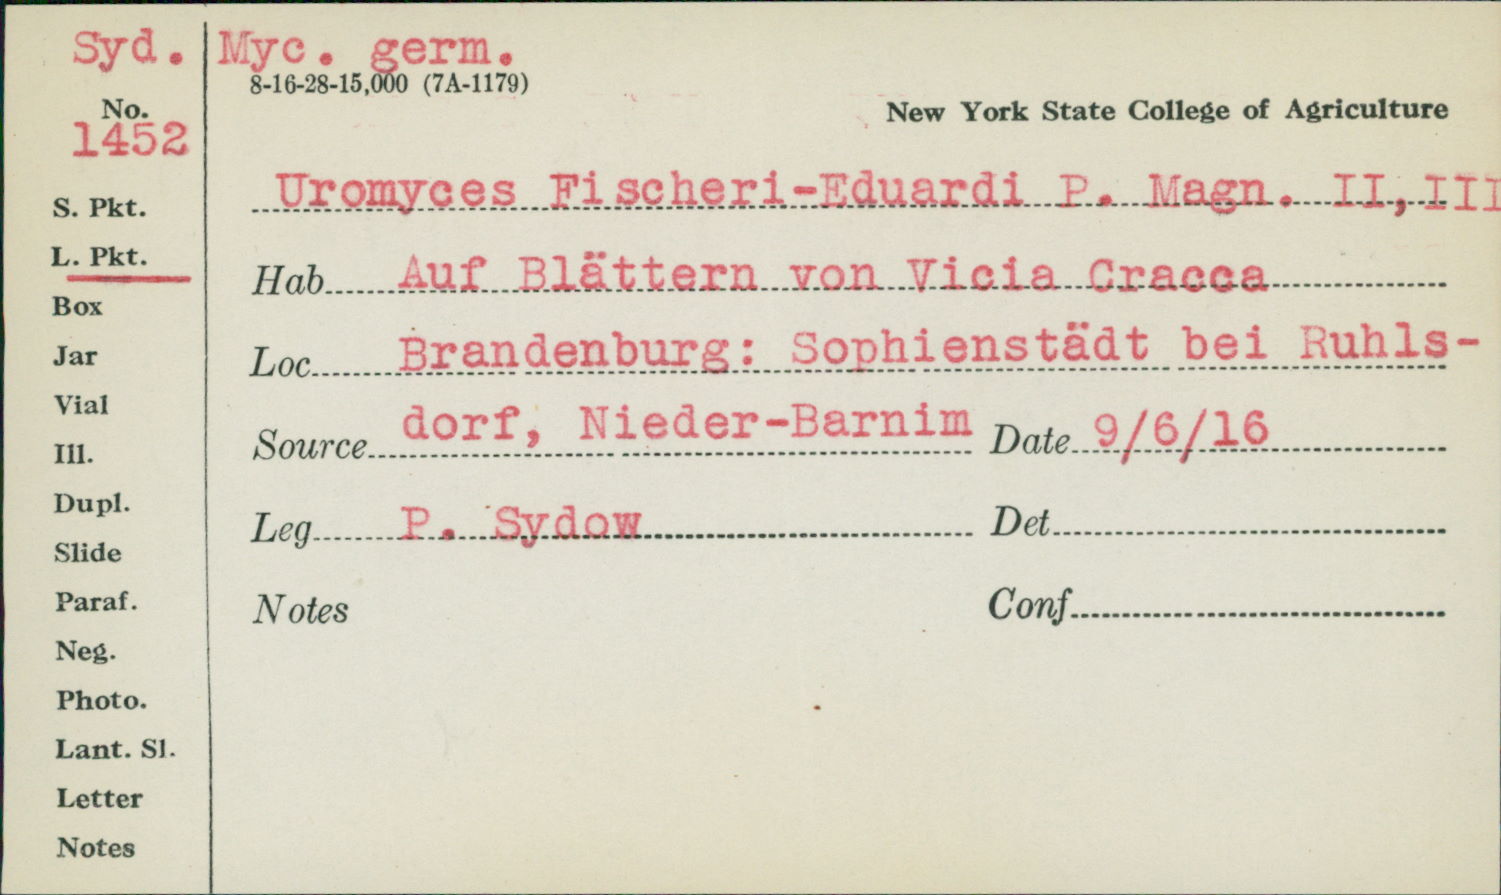 Syd. Myc. germ.
8-16-28-15,000 (7A-1179)
No.
1452
New York State College of Agriculture
Uromyces Fischeri-Eduardi P. Magn. II,III
S. Pkt.
L. Pkt.
Hab Auf Blättern von Vicia Cracca
Box
Jar
Loc Brandenburg: Sophienstädt bei Ruhls-
Vial
dorf, Nieder-Barnim
Source Date 9/6/16
Ill.
Dupl.
Leg P. Sydow Det
Slide
Paraf.
Notes Conf
Neg.
Photo.
Lant. Sl.
Letter
Notes